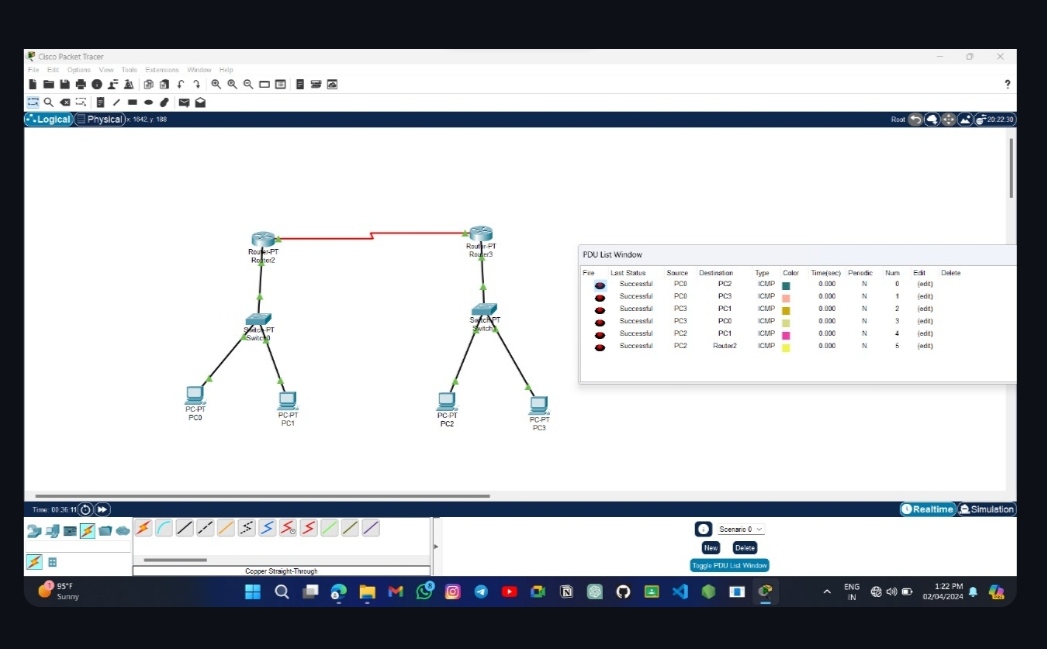 Cisco Packet Tracer
File Edit Options View Tools Extensions Window Help
?
Logical Physical x: 1642, y: 188 Root 20:22:30
Router-PT
Router2
Router-PT
Router3
Switch-PT
Switch0
Switch-PT
PC-PT
PC0
PC-PT
PC1
PC-PT
PC2
PC-PT
PC3
PDU List Window
Fire Last Status Source Destination Type Color Time(sec) Periodic Num Edit Delete
Successful PC0 PC2 ICMP 0.000 N 0 (edit)
Successful PC0 PC3 ICMP 0.000 N 1 (edit)
Successful PC3 PC1 ICMP 0.000 N 2 (edit)
Successful PC3 PC0 ICMP 0.000 N 3 (edit)
Successful PC2 PC1 ICMP 0.000 N 4 (edit)
Successful PC2 Router2 ICMP 0.000 N 5 (edit)
Time: 00:36:11 Realtime Simulation
Scenario 0
New Delete
Toggle PDU List Window
Copper Straight-Through
95°F
Sunny
ENG
IN
1:22 PM
02/04/2024